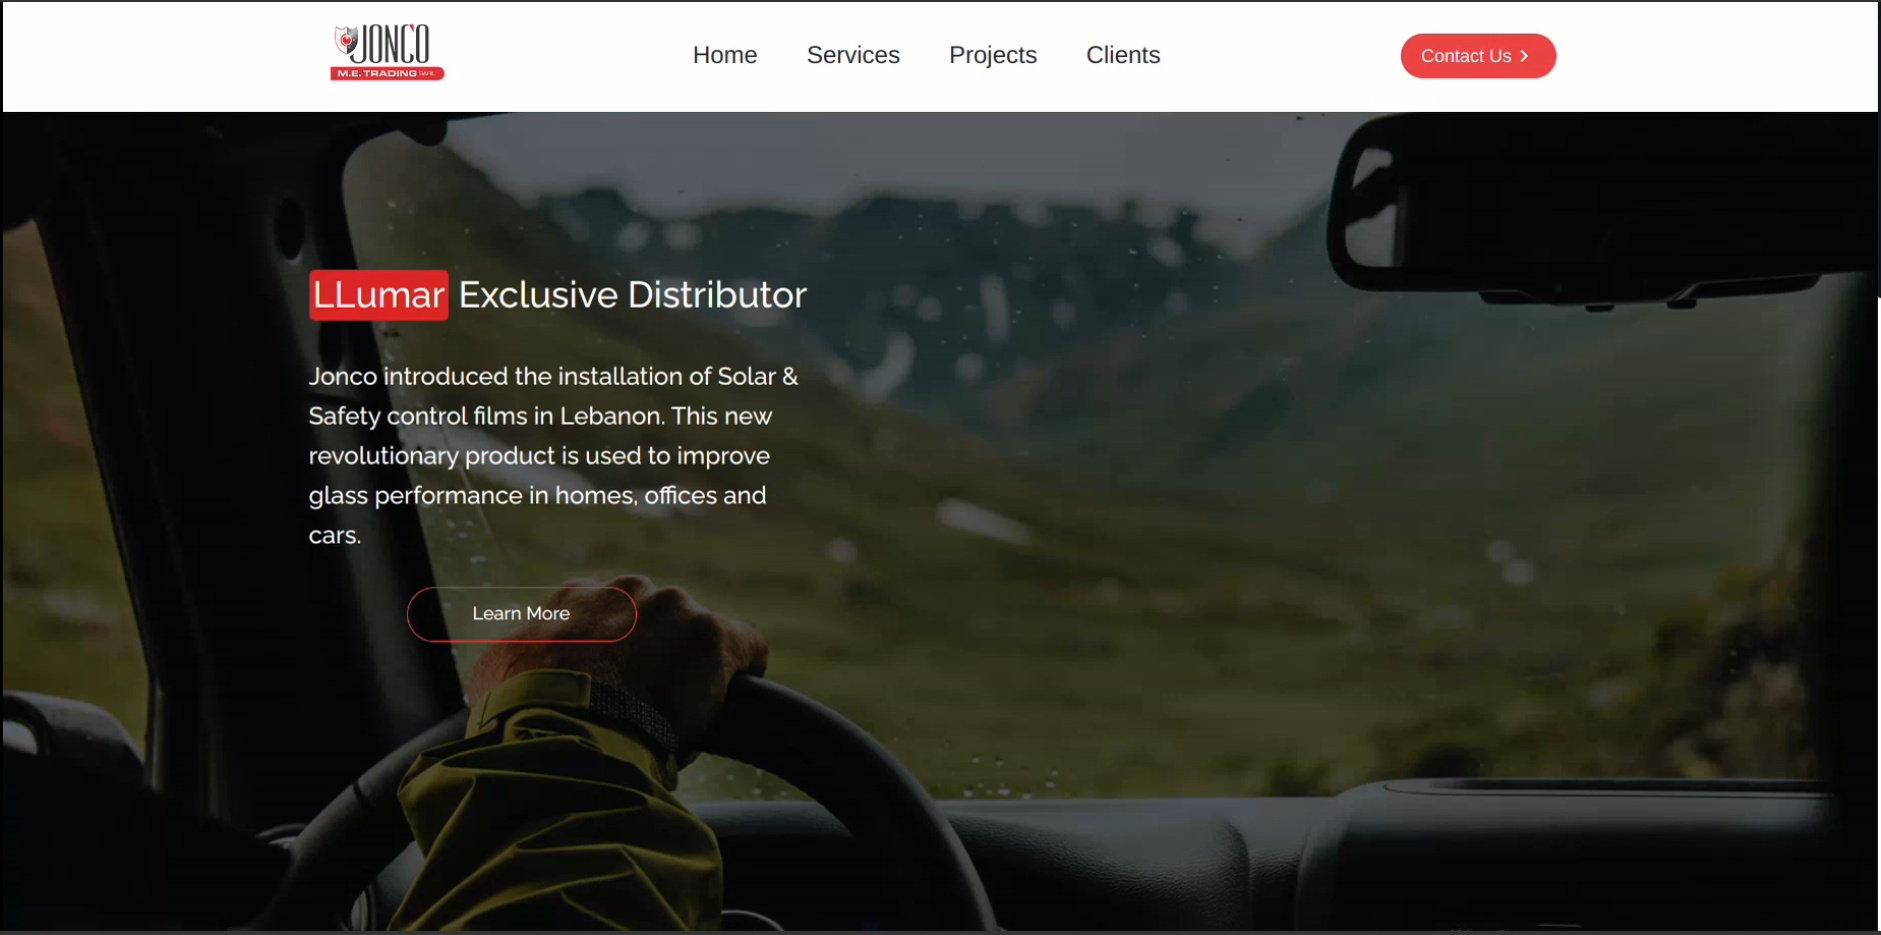 JONCO
M.E. TRADING SARL
Home
Services
Projects
Clients
Contact Us
LLumar Exclusive Distributor
Jonco introduced the installation of Solar &
Safety control films in Lebanon. This new
revolutionary product is used to improve
glass performance in homes, offices and
cars.
Learn More